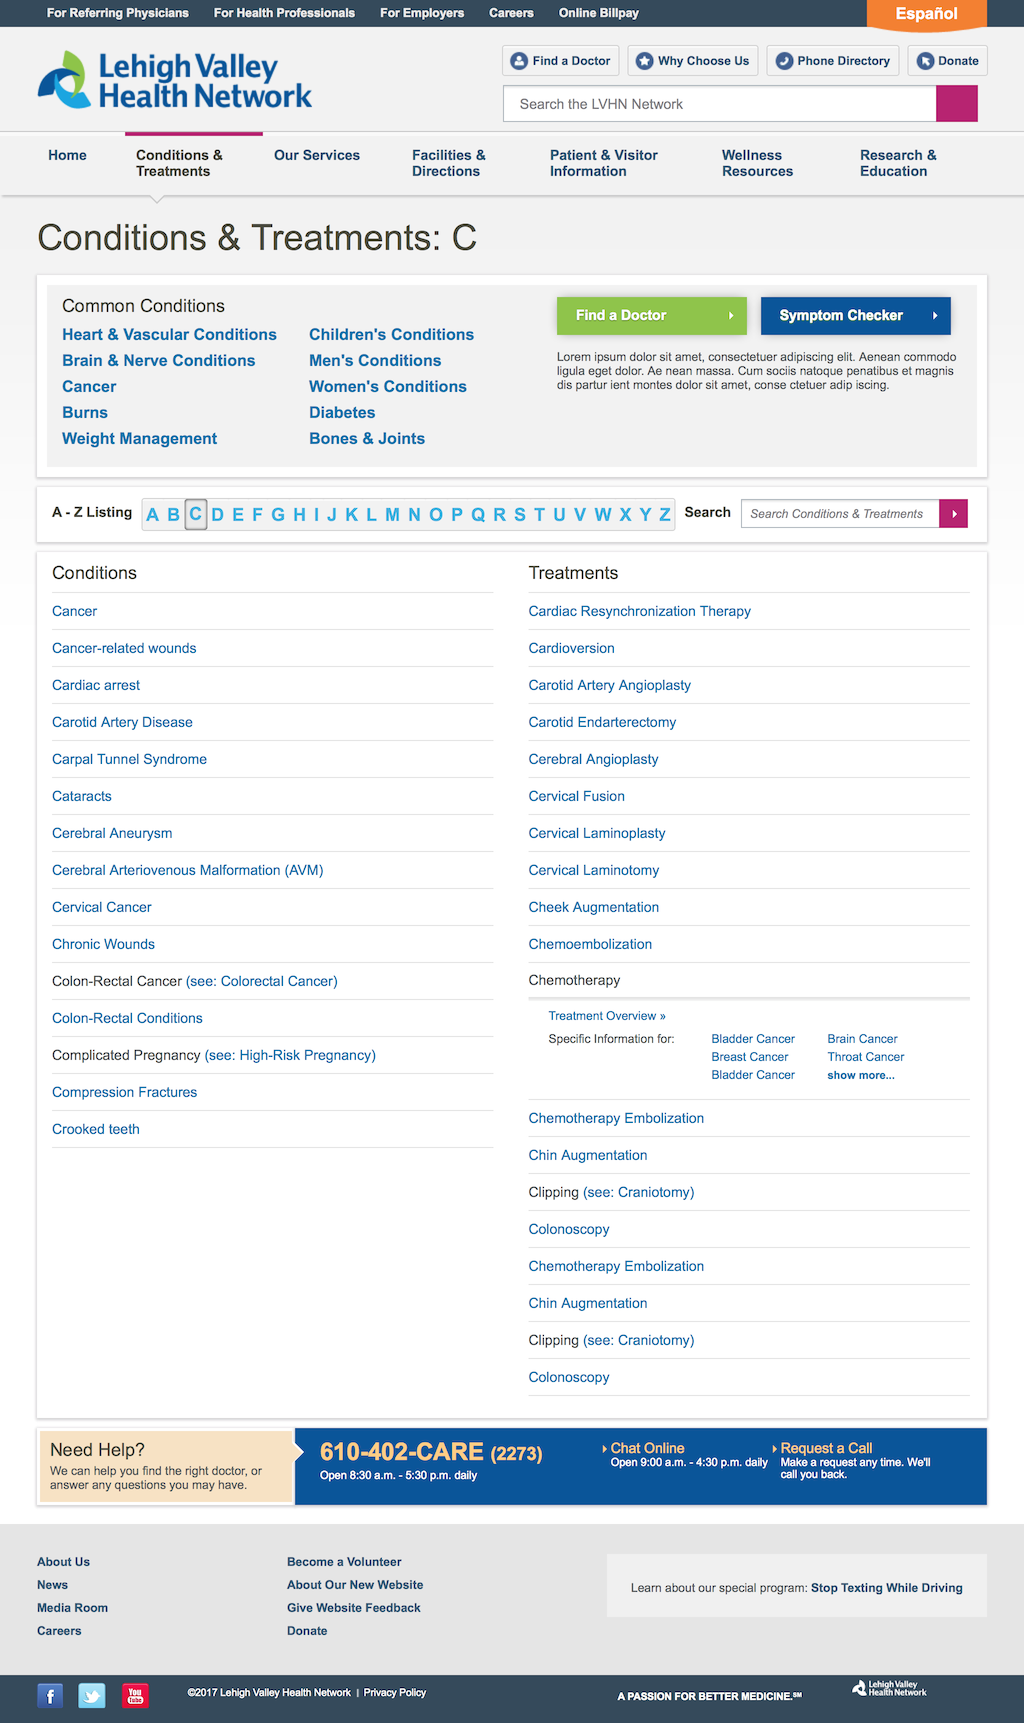 For Referring Physicians For Health Professionals For Employers Careers Online Billpay Español
Lehigh Valley
Health Network
Find a Doctor Why Choose Us Phone Directory Donate
Search the LVHN Network
Home Conditions & Treatments Our Services Facilities & Directions Patient & Visitor Information Wellness Resources Research & Education
Conditions & Treatments: C
Common Conditions
Heart & Vascular Conditions
Brain & Nerve Conditions
Cancer
Burns
Weight Management
Children's Conditions
Men's Conditions
Women's Conditions
Diabetes
Bones & Joints
Find a Doctor Symptom Checker
Lorem ipsum dolor sit amet, consectetuer adipiscing elit. Aenean commodo
ligula eget dolor. Ae nean massa. Cum sociis natoque penatibus et magnis
dis partur ient montes dolor sit amet, conse ctetuer adip iscing.
A - Z Listing A B C D E F G H I J K L M N O P Q R S T U V W X Y Z Search Search Conditions & Treatments
Conditions
Cancer
Cancer-related wounds
Cardiac arrest
Carotid Artery Disease
Carpal Tunnel Syndrome
Cataracts
Cerebral Aneurysm
Cerebral Arteriovenous Malformation (AVM)
Cervical Cancer
Chronic Wounds
Colon-Rectal Cancer (see: Colorectal Cancer)
Colon-Rectal Conditions
Complicated Pregnancy (see: High-Risk Pregnancy)
Compression Fractures
Crooked teeth
Treatments
Cardiac Resynchronization Therapy
Cardioversion
Carotid Artery Angioplasty
Carotid Endarterectomy
Cerebral Angioplasty
Cervical Fusion
Cervical Laminoplasty
Cervical Laminotomy
Cheek Augmentation
Chemoembolization
Chemotherapy
Treatment Overview »
Specific Information for: Bladder Cancer Brain Cancer
Breast Cancer Throat Cancer
Bladder Cancer show more...
Chemotherapy Embolization
Chin Augmentation
Clipping (see: Craniotomy)
Colonoscopy
Chemotherapy Embolization
Chin Augmentation
Clipping (see: Craniotomy)
Colonoscopy
Need Help?
We can help you find the right doctor, or
answer any questions you may have.
610-402-CARE (2273)
Open 8:30 a.m. - 5:30 p.m. daily
Chat Online
Open 9:00 a.m. - 4:30 p.m. daily
Request a Call
Make a request any time. We'll
call you back.
About Us
News
Media Room
Careers
Become a Volunteer
About Our New Website
Give Website Feedback
Donate
Learn about our special program: Stop Texting While Driving
f You Tube ©2017 Lehigh Valley Health Network | Privacy Policy
A PASSION FOR BETTER MEDICINE.℠
Lehigh Valley
Health Network